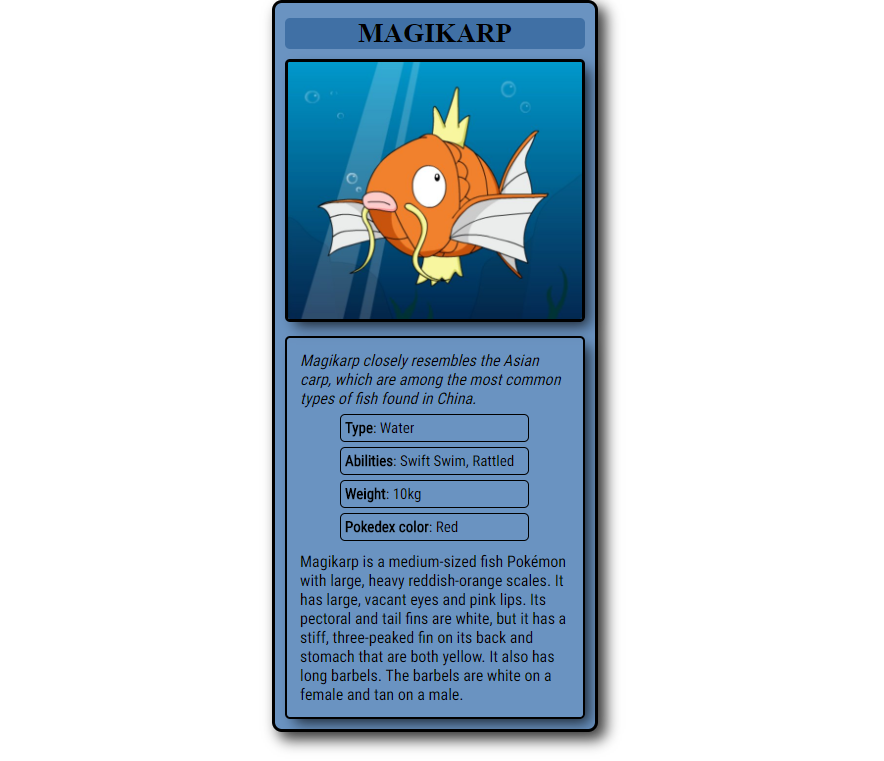 MAGIKARP
Magikarp closely resembles the Asian
carp, which are among the most common
types of fish found in China.
Type: Water
Abilities: Swift Swim, Rattled
Weight: 10kg
Pokedex color: Red
Magikarp is a medium-sized fish Pokémon
with large, heavy reddish-orange scales. It
has large, vacant eyes and pink lips. Its
pectoral and tail fins are white, but it has a
stiff, three-peaked fin on its back and
stomach that are both yellow. It also has
long barbels. The barbels are white on a
female and tan on a male.